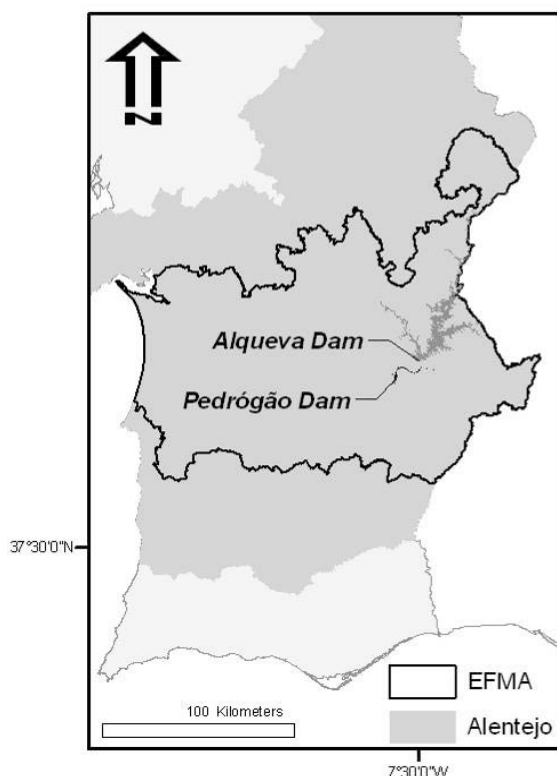 N
Alqueva Dam
Pedrógão Dam
37°30'0"N
EFMA
100 Kilometers
Alentejo
7°30'0"W